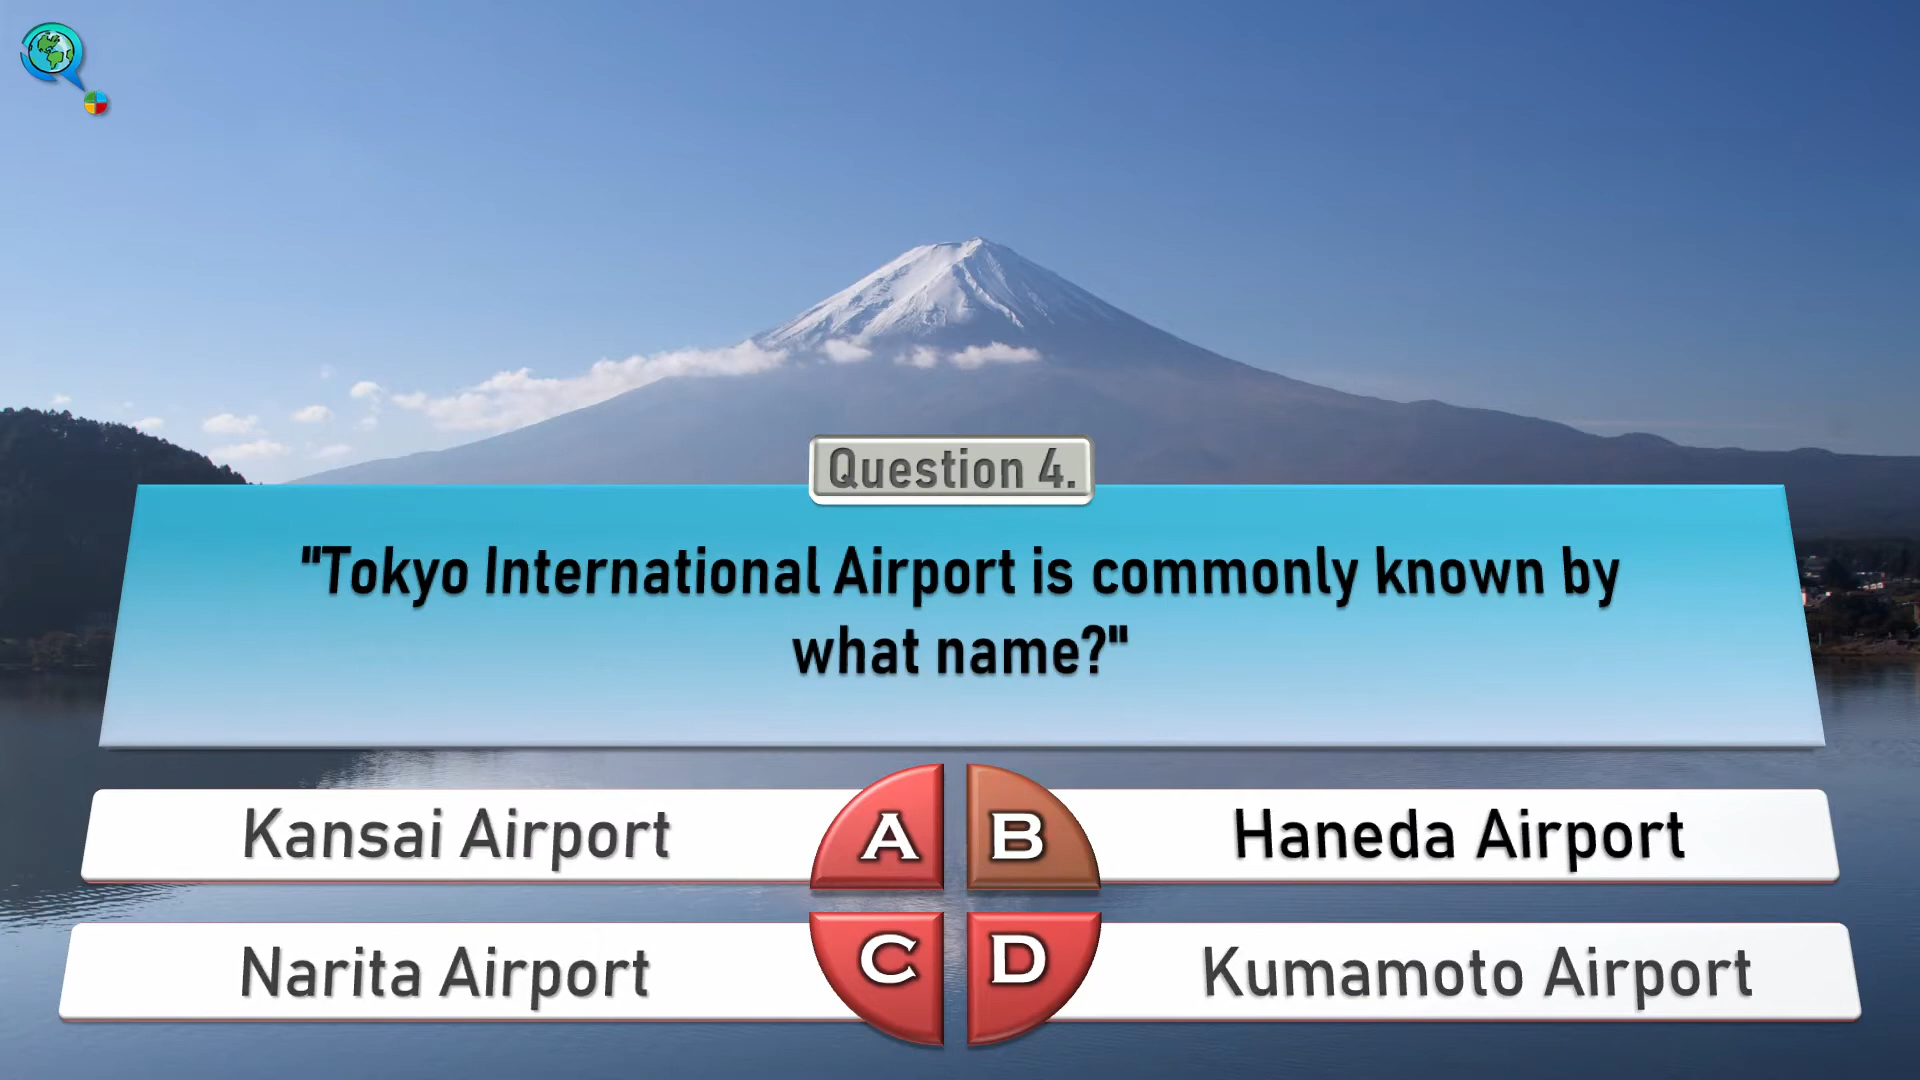 Question 4.
"Tokyo International Airport is commonly known by
what name?"
Kansai Airport
A
B
Haneda Airport
Narita Airport
C
D
Kumamoto Airport